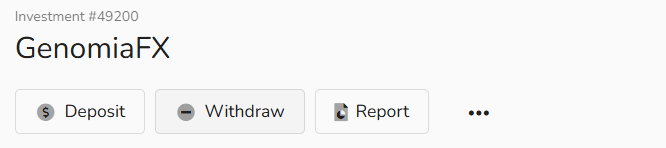 Investment #49200
GenomiaFX
Deposit Withdraw Report